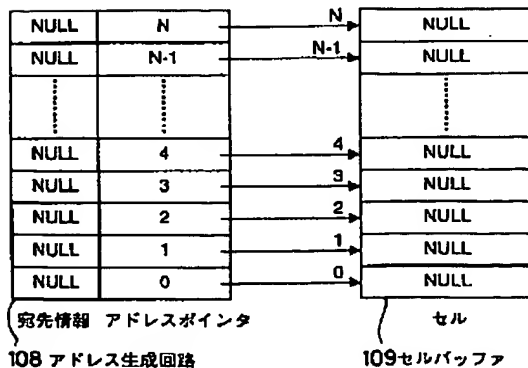 NULL N N NULL
NULL N-1 N-1 NULL
NULL 4 4 NULL
NULL 3 3 NULL
NULL 2 2 NULL
NULL 1 1 NULL
NULL 0 0 NULL
宛先情報 アドレスポインタ セル
108 アドレス生成回路 109セルバッファ